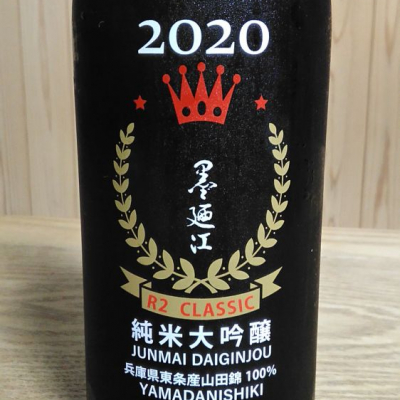 2020
墨廼江
R2 CLASSIC
純米大吟醸
JUNMAI DAIGINJOU
兵庫県東条産山田錦100%
YAMADANISHIKI